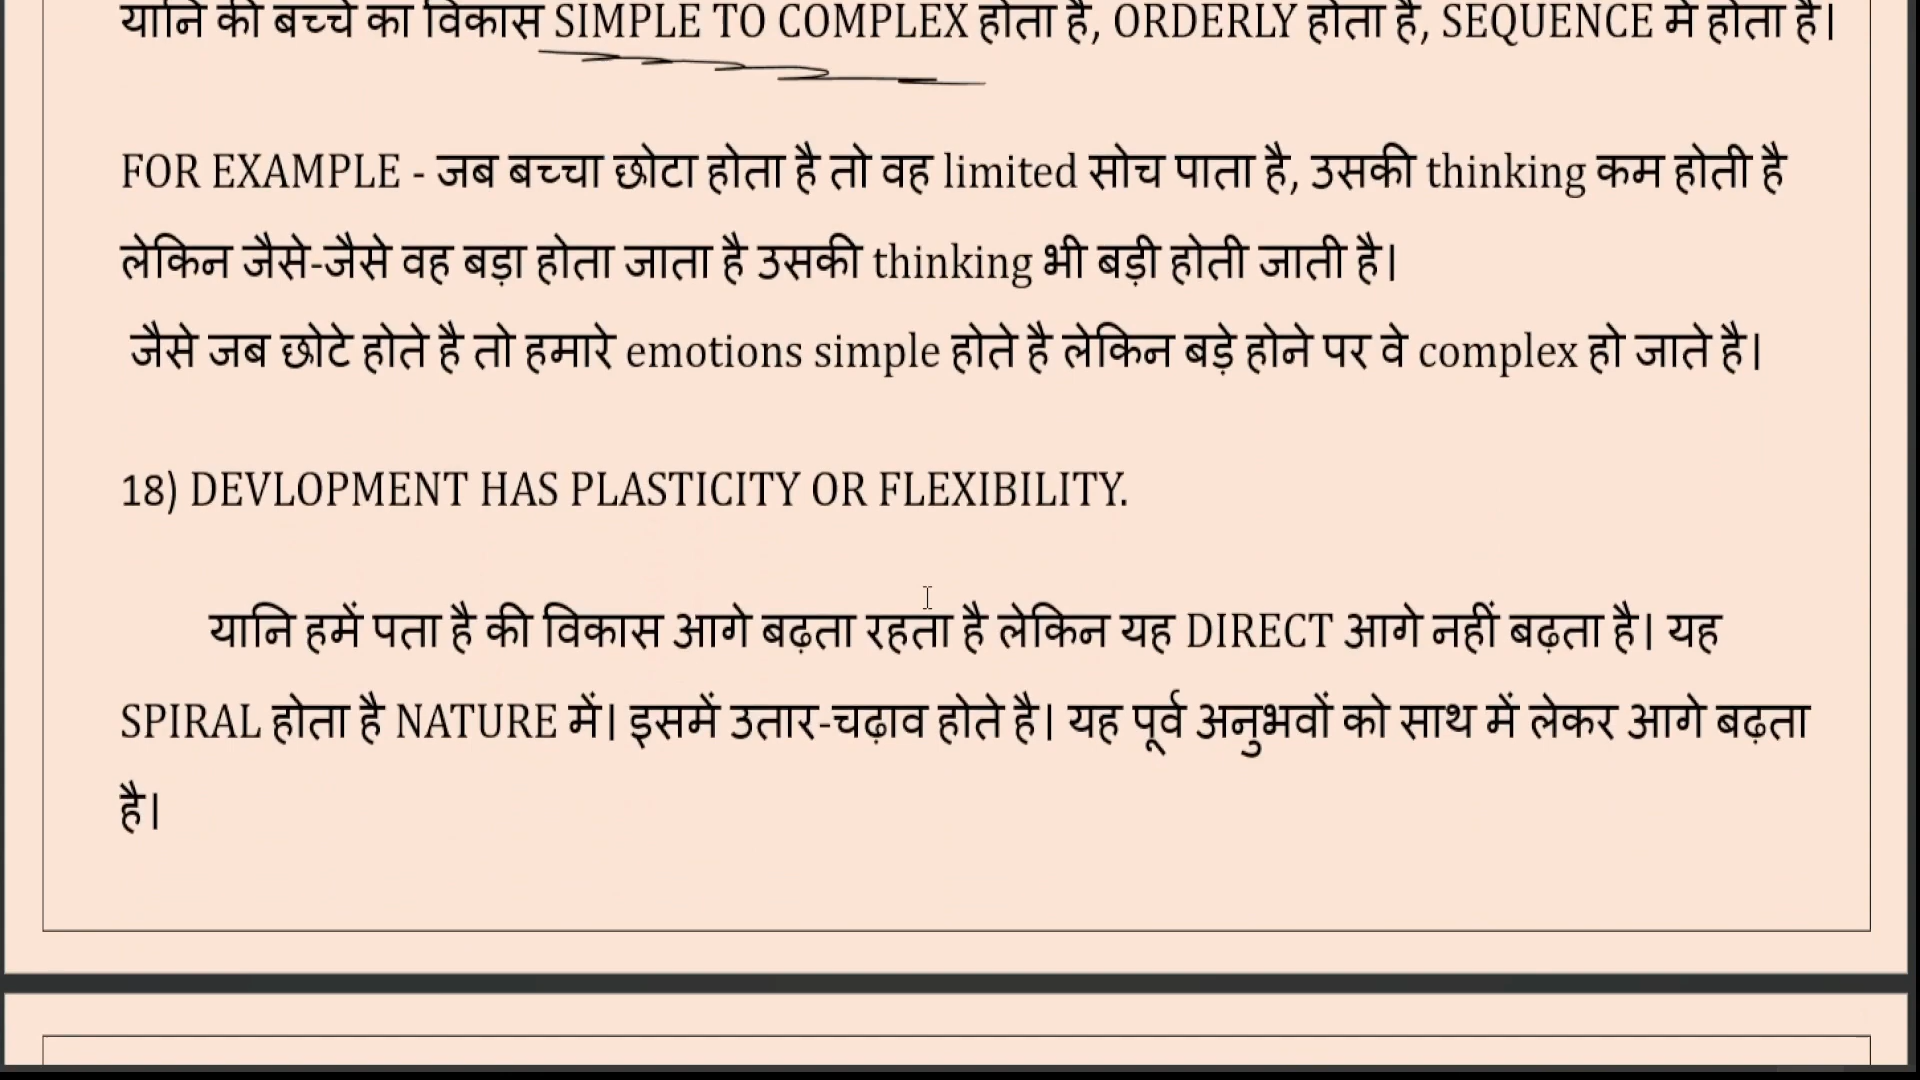 यानि की बच्चे का विकास SIMPLE TO COMPLEX होता है, ORDERLY होता है, SEQUENCE में होता है।
FOR EXAMPLE - जब बच्चा छोटा होता है तो वह limited सोच पाता है, उसकी thinking कम होती है
लेकिन जैसे-जैसे वह बड़ा होता जाता है उसकी thinking भी बड़ी होती जाती है।
जैसे जब छोटे होते है तो हमारे emotions simple होते है लेकिन बड़े होने पर वे complex हो जाते है।
18) DEVLOPMENT HAS PLASTICITY OR FLEXIBILITY.
यानि हमें पता है की विकास आगे बढ़ता रहता है लेकिन यह DIRECT आगे नहीं बढ़ता है। यह
SPIRAL होता है NATURE में। इसमें उतार-चढ़ाव होते है। यह पूर्व अनुभवों को साथ में लेकर आगे बढ़ता
है।